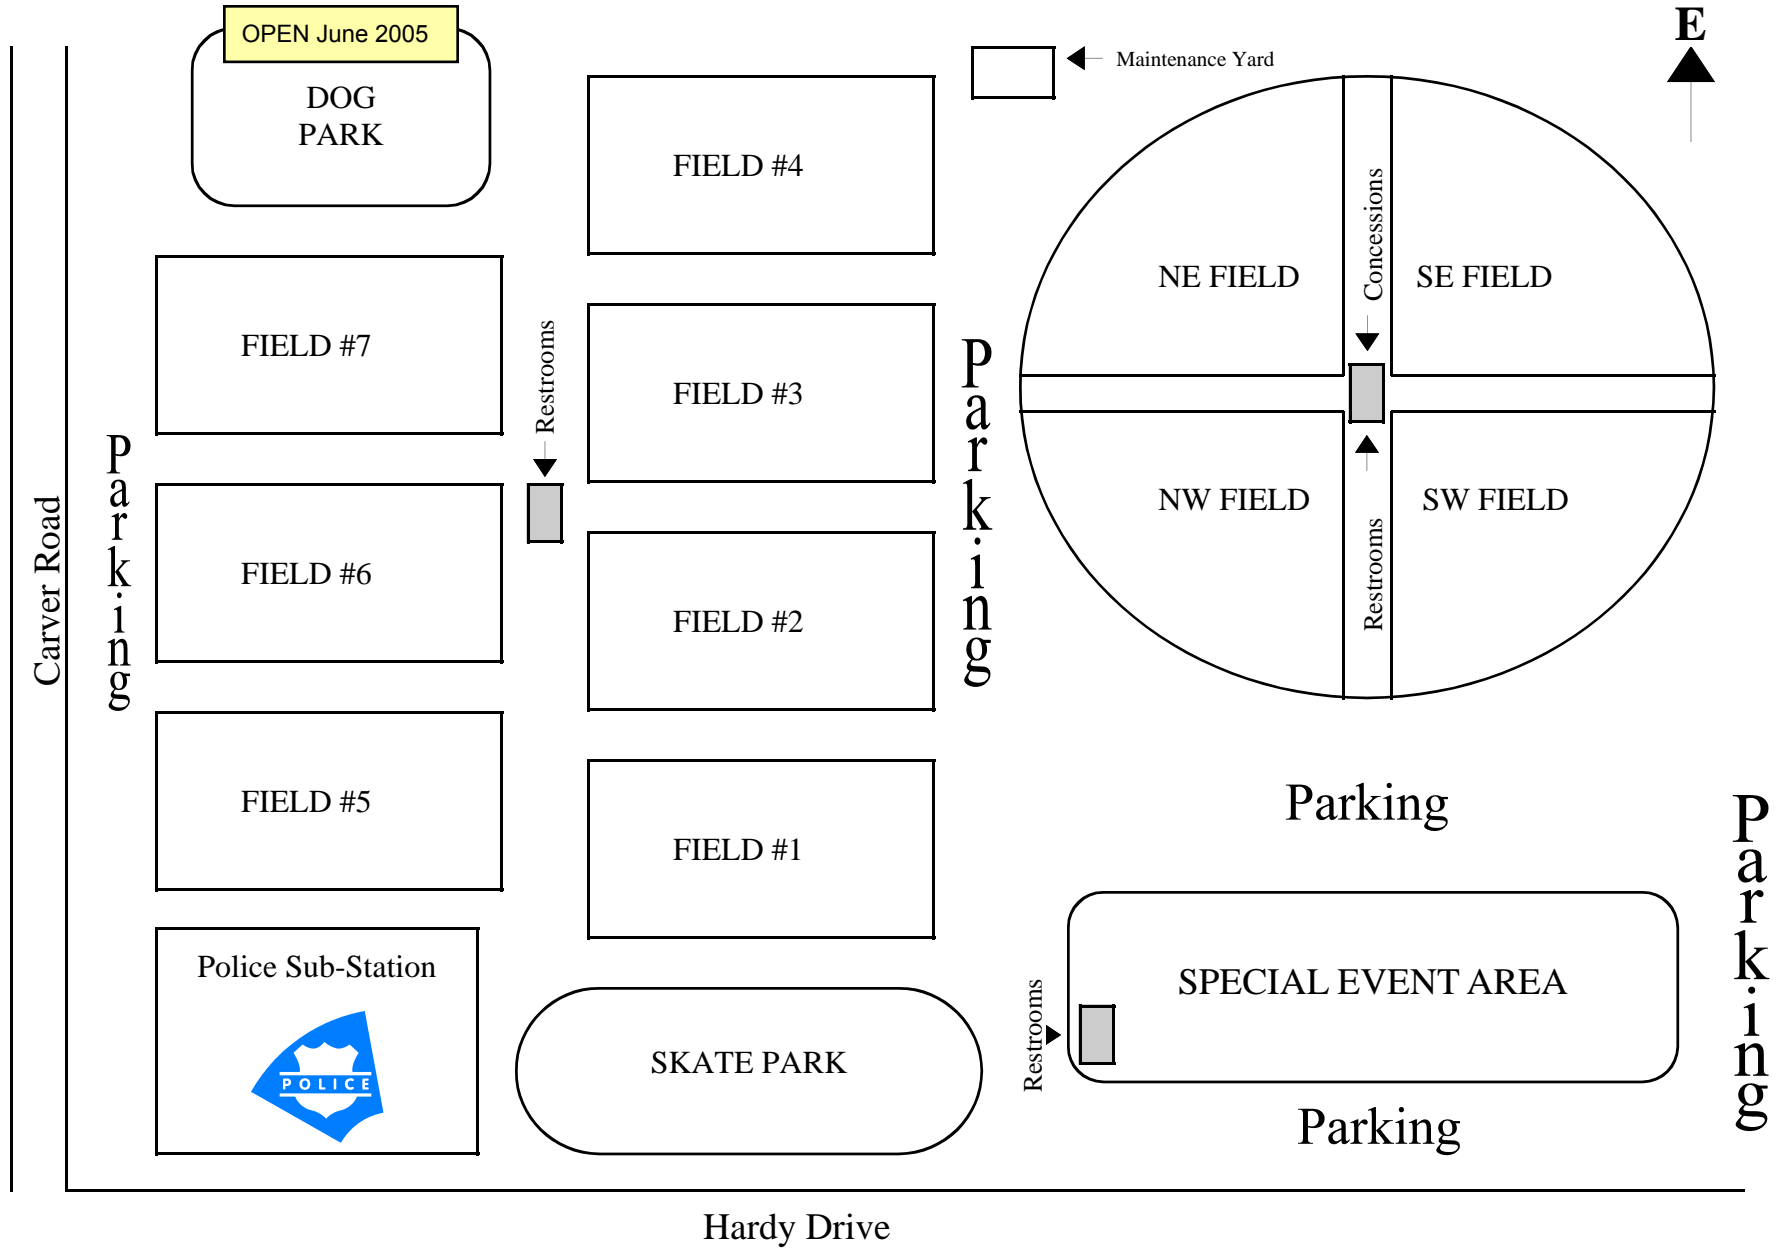 OPEN June 2005
DOG
PARK
E
Maintenance Yard
FIELD #4
Concessions
NE FIELD
SE FIELD
FIELD #7
Restrooms
FIELD #3
Parking
Parking
Carver Road
NW FIELD
SW FIELD
Restrooms
FIELD #6
FIELD #2
FIELD #5
FIELD #1
Parking
Parking
Police Sub-Station
POLICE
SKATE PARK
Restrooms
SPECIAL EVENT AREA
Parking
Hardy Drive